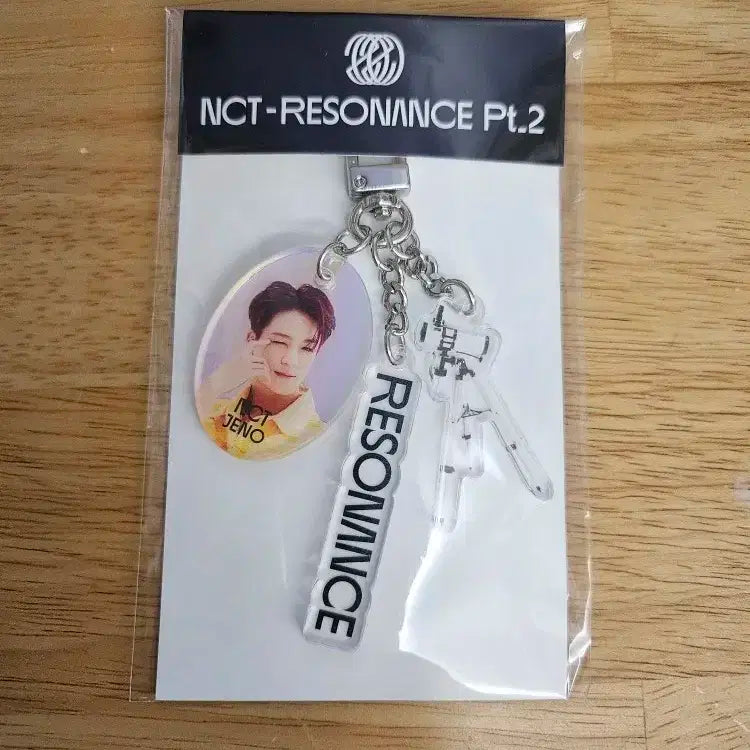 NCT - RESONANCE Pt.2
NCT
JENO
RESONANCE